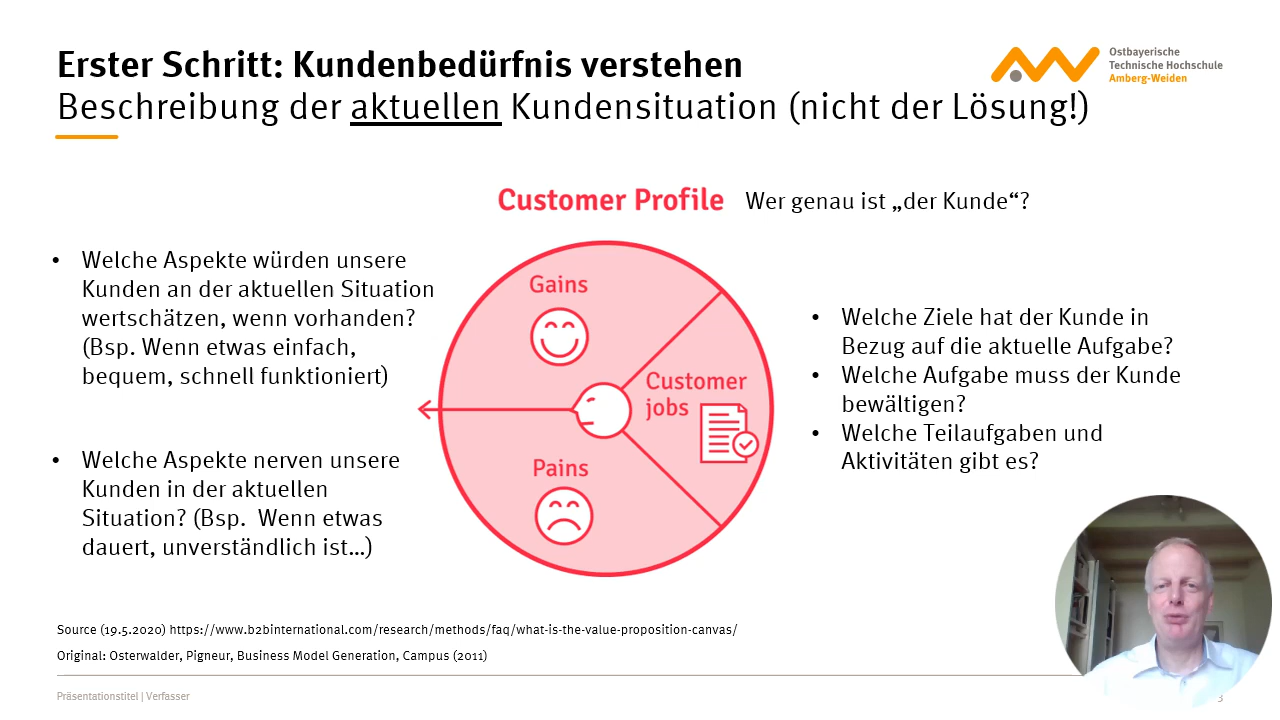 Erster Schritt: Kundenbedürfnis verstehen
Beschreibung der aktuellen Kundensituation (nicht der Lösung!)
Ostbayerische
Technische Hochschule
Amberg-Weiden
Customer Profile
Wer genau ist „der Kunde“?
• Welche Aspekte würden unsere
Kunden an der aktuellen Situation
wertschätzen, wenn vorhanden?
(Bsp. Wenn etwas einfach,
bequem, schnell funktioniert)
• Welche Aspekte nerven unsere
Kunden in der aktuellen
Situation? (Bsp. Wenn etwas
dauert, unverständlich ist...)
Gains
Customer
jobs
Pains
• Welche Ziele hat der Kunde in
Bezug auf die aktuelle Aufgabe?
• Welche Aufgabe muss der Kunde
bewältigen?
• Welche Teilaufgaben und
Aktivitäten gibt es?
Source (19.5.2020) https://www.b2binternational.com/research/methods/faq/what-is-the-value-proposition-canvas/
Original: Osterwalder, Pigneur, Business Model Generation, Campus (2011)
Präsentationstitel | Verfasser
3